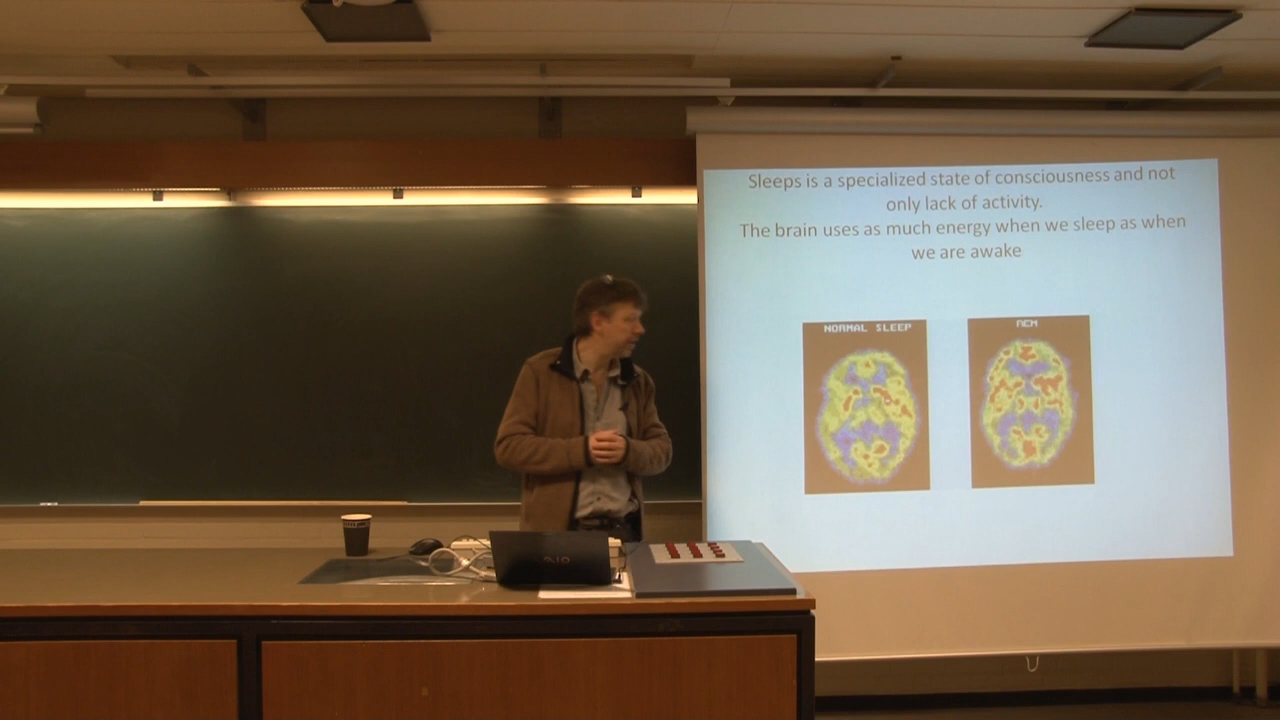 Sleeps is a specialized state of consciousness and not
only lack of activity.
The brain uses as much energy when we sleep as when
we are awake
NORMAL SLEEP
REM
VAIO